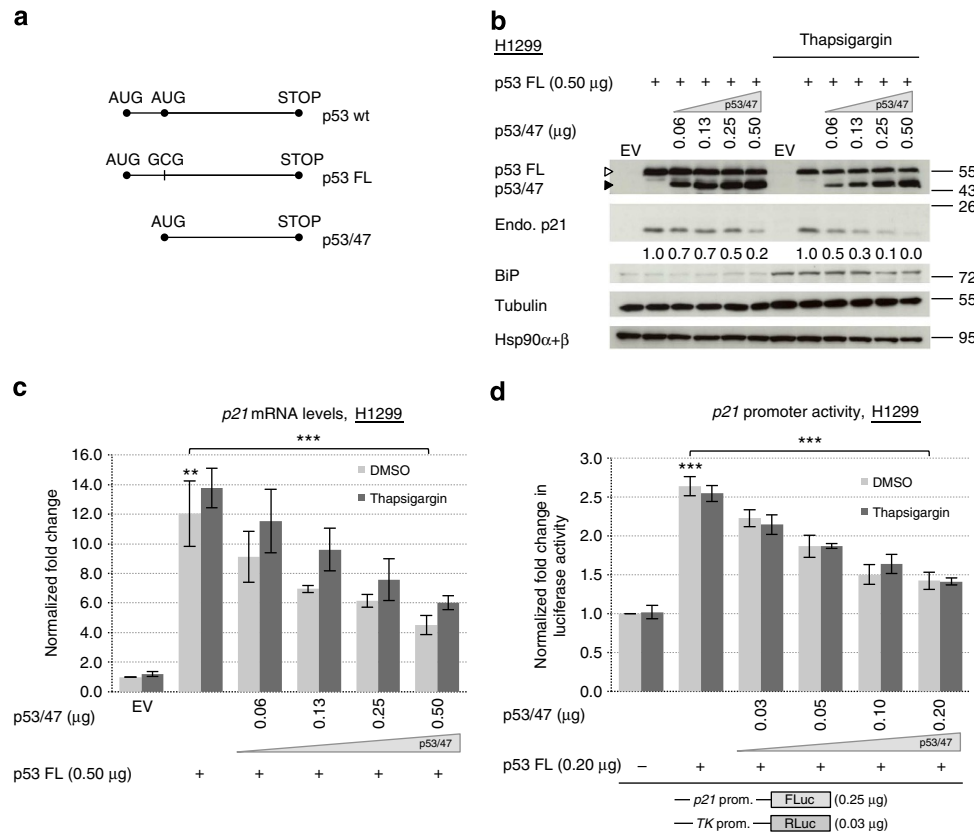 a
AUG AUG STOP
p53 wt
AUG GCG STOP
p53 FL
AUG STOP
p53/47
b
H1299
Thapsigargin
p53 FL (0.50 μg) + + + + + + + + + +
p53/47 p53/47
p53/47 (μg) 0.06 0.13 0.25 0.50 0.06 0.13 0.25 0.50
EV EV
p53 FL 55
p53/47 43
26
Endo. p21
1.0 0.7 0.7 0.5 0.2 1.0 0.5 0.3 0.1 0.0
BiP 72
Tubulin 55
Hsp90α+β 95
c
p21 mRNA levels, H1299
***
**
DMSO
Thapsigargin
Normalized fold change
16.0
14.0
12.0
10.0
8.0
6.0
4.0
2.0
0.0
EV
p53/47 (μg) 0.06 0.13 0.25 0.50
p53/47
p53 FL (0.50 μg) + + + + +
d
p21 promoter activity, H1299
***
***
DMSO
Thapsigargin
Normalized fold change in
luciferase activity
3.0
2.5
2.0
1.5
1.0
0.5
0.0
p53/47 (μg) 0.03 0.05 0.10 0.20
p53/47
p53 FL (0.20 μg) – + + + + +
p21 prom. FLuc (0.25 μg)
TK prom. RLuc (0.03 μg)